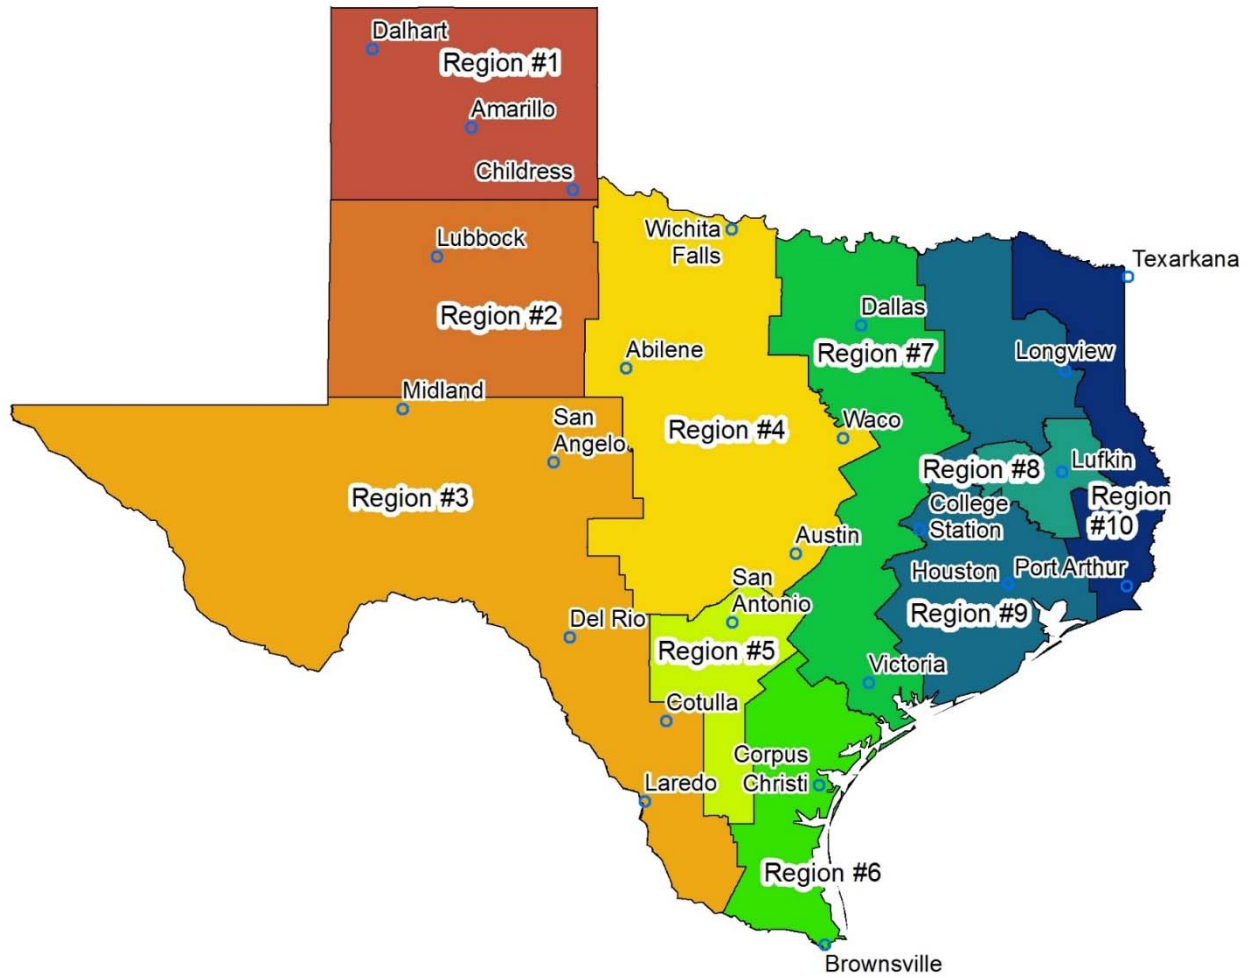 Dalhart
Region #1
Amarillo
Childress
Wichita
Falls
Lubbock
Texarkana
Region #2
Dallas
Region #7
Abilene
Longview
Midland
San
Angelo
Region #4
Waco
Region #8
Lufkin
Region #3
Region
#10
College
Station
Austin
Houston
Port Arthur
San
Antonio
Del Rio
Region #9
Region #5
Victoria
Cotulla
Corpus
Christi
Laredo
Region #6
Brownsville